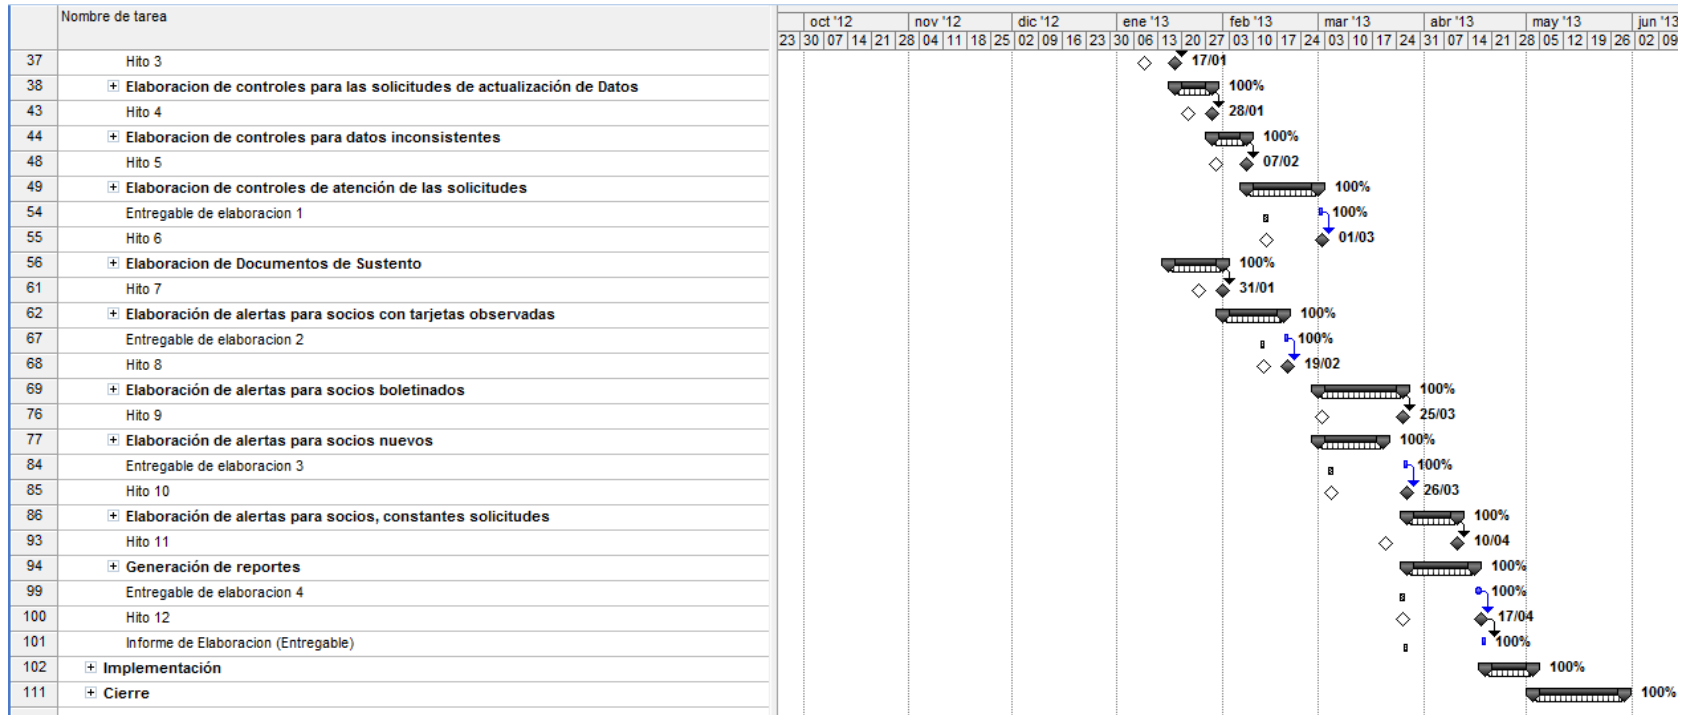 Nombre de tarea
oct '12 nov '12 dic '12 ene '13 feb '13 mar '13 abr '13 may '13 jun '13
23 30 07 14 21 28 04 11 18 25 02 09 16 23 30 06 13 20 27 03 10 17 24 03 10 17 24 31 07 14 21 28 05 12 19 26 02 09
37 Hito 3 17/01
38 Elaboracion de controles para las solicitudes de actualización de Datos 100%
43 Hito 4 28/01
44 Elaboracion de controles para datos inconsistentes 100%
48 Hito 5 07/02
49 Elaboracion de controles de atención de las solicitudes 100%
54 Entregable de elaboracion 1 100%
55 Hito 6 01/03
56 Elaboracion de Documentos de Sustento 100%
61 Hito 7 31/01
62 Elaboración de alertas para socios con tarjetas observadas 100%
67 Entregable de elaboracion 2 100%
68 Hito 8 19/02
69 Elaboración de alertas para socios boletinados 100%
76 Hito 9 25/03
77 Elaboración de alertas para socios nuevos 100%
84 Entregable de elaboracion 3 100%
85 Hito 10 26/03
86 Elaboración de alertas para socios, constantes solicitudes 100%
93 Hito 11 10/04
94 Generación de reportes 100%
99 Entregable de elaboracion 4 100%
100 Hito 12 17/04
101 Informe de Elaboracion (Entregable) 100%
102 Implementación 100%
111 Cierre 100%